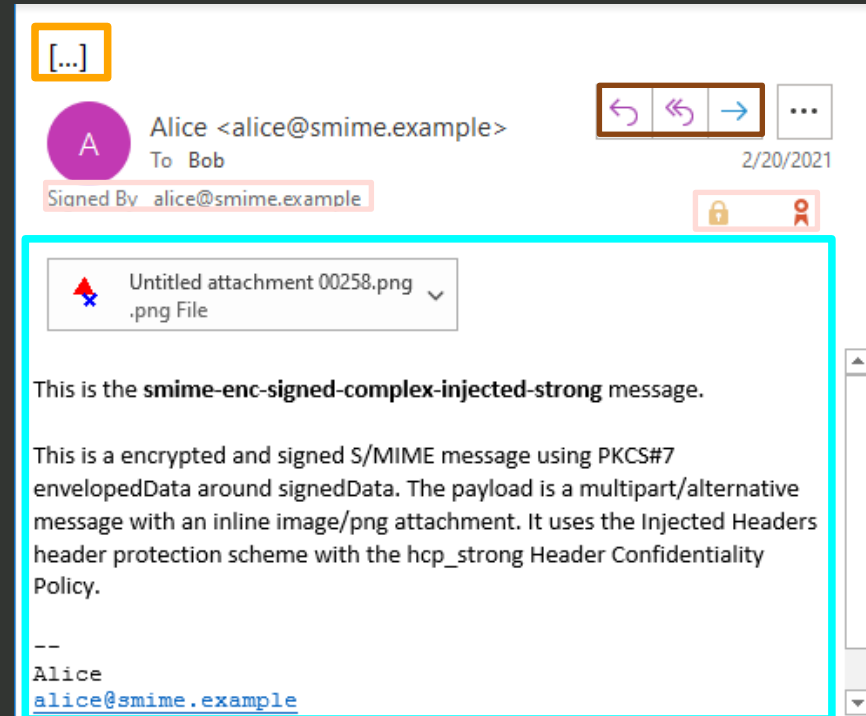 [...]
A
Alice <alice@smime.example>
To Bob
2/20/2021
Signed By alice@smime.example
Untitled attachment 00258.png
.png File
This is the smime-enc-signed-complex-injected-strong message.
This is a encrypted and signed S/MIME message using PKCS#7
envelopedData around signedData. The payload is a multipart/alternative
message with an inline image/png attachment. It uses the Injected Headers
header protection scheme with the hcp_strong Header Confidentiality
Policy.
--
Alice
alice@smime.example